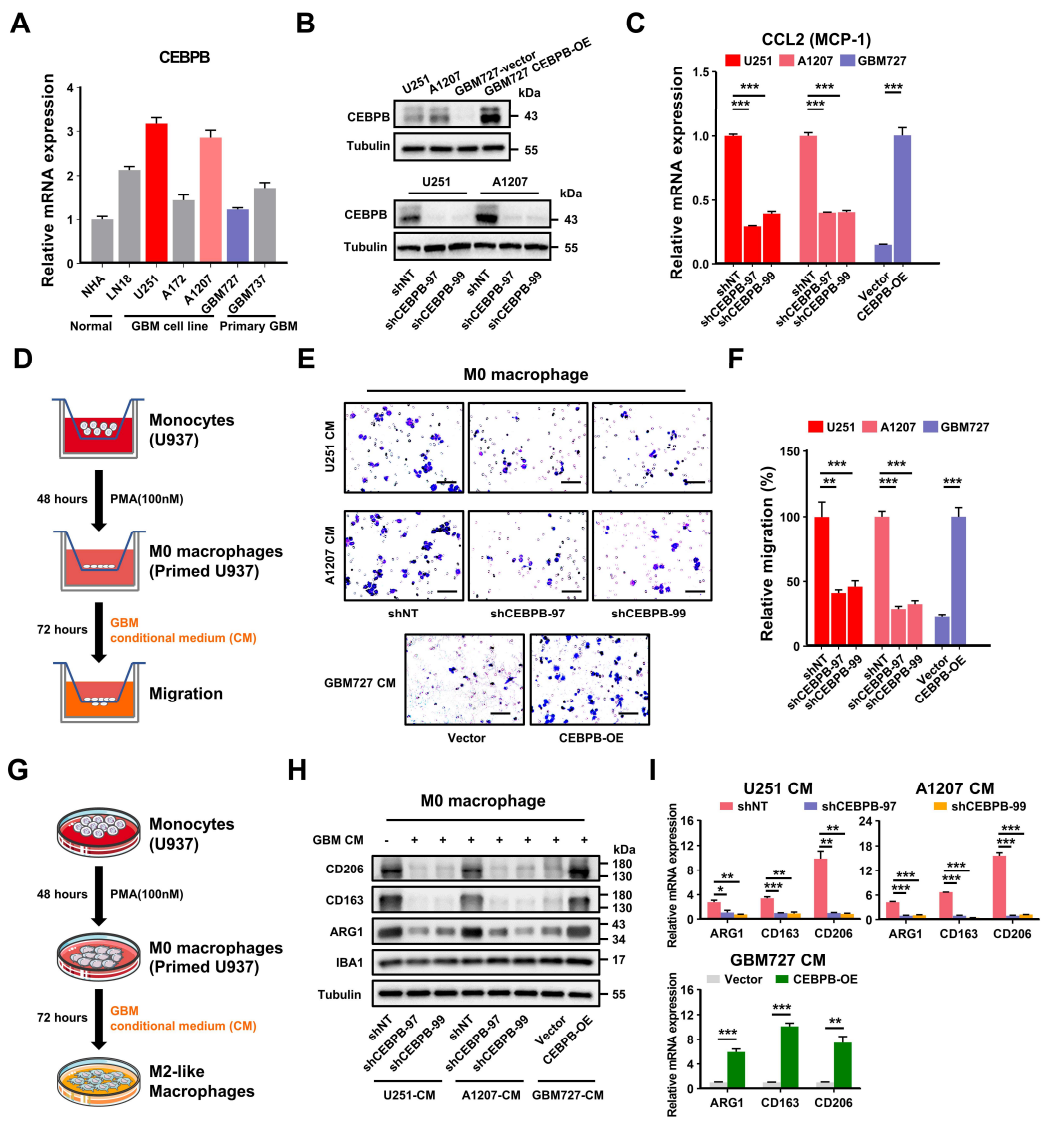 A
CEBPB
Relative mRNA expression
4
3
2
1
0
NHA
LN18
U251
A172
A1207
GBM727
GBM737
Normal
GBM cell line
Primary GBM
B
U251
A1207
GBM727-vector
GBM727 CEBPB-OE
kDa
CEBPB
43
Tubulin
55
U251
A1207
kDa
CEBPB
43
Tubulin
55
shNT
shCEBPB-97
shCEBPB-99
shNT
shCEBPB-97
shCEBPB-99
C
CCL2 (MCP-1)
U251
A1207
GBM727
Relative mRNA expression
1.5
1.0
0.5
0.0
***
***
***
***
***
shNT
shCEBPB-97
shCEBPB-99
shNT
shCEBPB-97
shCEBPB-99
Vector
CEBPB-OE
D
Monocytes
(U937)
48 hours
PMA(100nM)
M0 macrophages
(Primed U937)
72 hours
GBM
conditional medium (CM)
Migration
E
M0 macrophage
U251 CM
A1207 CM
shNT
shCEBPB-97
shCEBPB-99
GBM727 CM
Vector
CEBPB-OE
F
U251
A1207
GBM727
Relative migration (%)
150
100
50
0
***
**
***
***
***
shNT
shCEBPB-97
shCEBPB-99
shNT
shCEBPB-97
shCEBPB-99
Vector
CEBPB-OE
G
Monocytes
(U937)
48 hours
PMA(100nM)
M0 macrophages
(Primed U937)
72 hours
GBM
conditional medium (CM)
M2-like
Macrophages
H
M0 macrophage
GBM CM
- + + + + + + +
kDa
CD206
180
130
CD163
180
130
ARG1
43
34
IBA1
17
Tubulin
55
shNT
shCEBPB-97
shCEBPB-99
shNT
shCEBPB-97
shCEBPB-99
Vector
CEBPB-OE
U251-CM
A1207-CM
GBM727-CM
I
U251 CM
A1207 CM
shNT
shCEBPB-97
shCEBPB-99
Relative mRNA expression
16
12
8
4
0
**
*
**
***
**
**
ARG1
CD163
CD206
24
18
12
6
0
***
***
***
***
***
***
ARG1
CD163
CD206
GBM727 CM
Vector
CEBPB-OE
Relative mRNA expression
16
12
8
4
0
***
***
**
ARG1
CD163
CD206